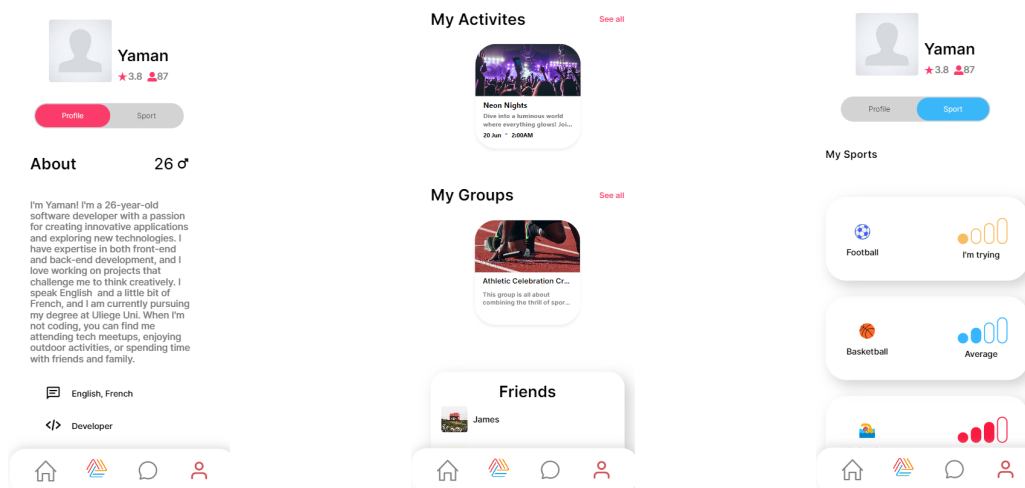 Yaman
3.8 87
Profile Sport
About 26
I'm Yaman! I'm a 26-year-old
software developer with a passion
for creating innovative applications
and exploring new technologies. I
have expertise in both front-end
and back-end development, and I
love working on projects that
challenge me to think creatively. I
speak English and a little bit of
French, and I am currently pursuing
my degree at Uliege Uni. When I'm
not coding, you can find me
attending tech meetups, enjoying
outdoor activities, or spending time
with friends and family.
English, French
Developer
My Activites See all
Neon Nights
Dive into a luminous world
where everything glows! Joi...
20 Jun - 2:00AM
My Groups See all
Athletic Celebration Cr...
This group is all about
combining the thrill of spor...
Friends
James
Yaman
3.8 87
Profile Sport
My Sports
Football I'm trying
Basketball Average